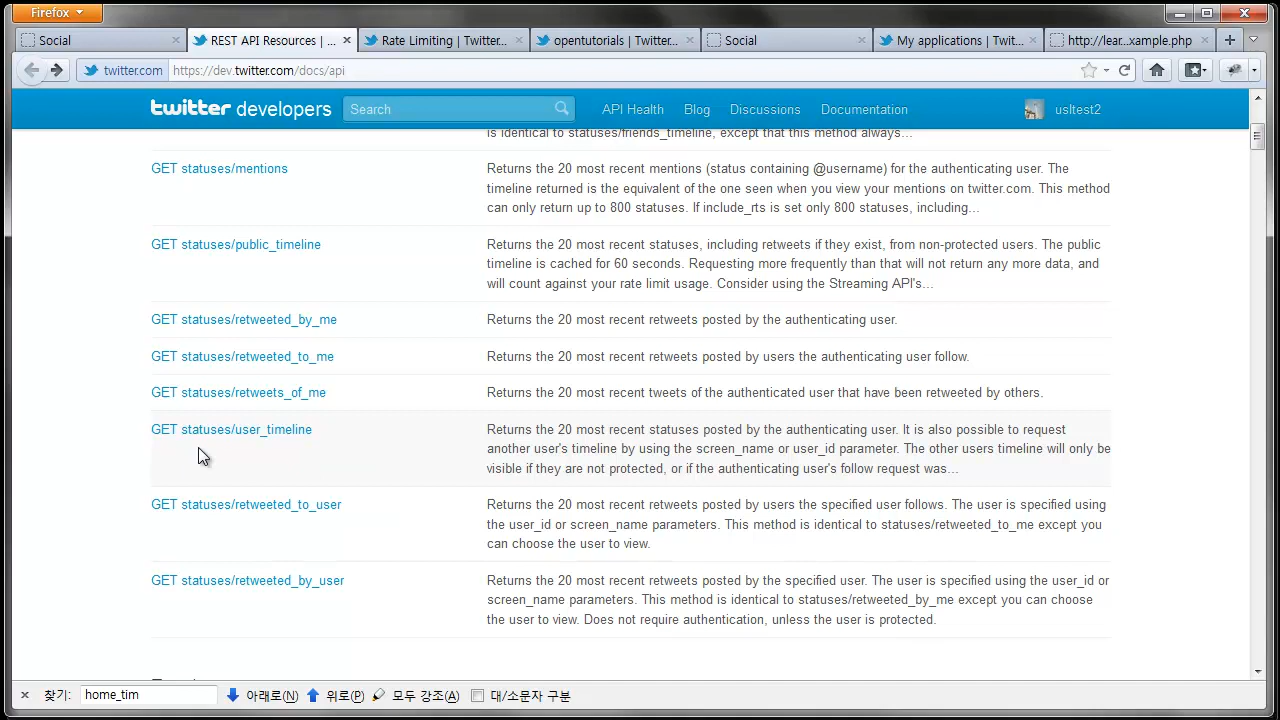 Firefox
Social
REST API Resources | ...
Rate Limiting | Twitter...
opentutorials | Twitter...
Social
My applications | Twit...
http://lear...xample.php
twitter.com
https://dev.twitter.com/docs/api
twitter developers
Search
API Health
Blog
Discussions
Documentation
usltest2
is identical to statuses/friends_timeline, except that this method always...
GET statuses/mentions
Returns the 20 most recent mentions (status containing @username) for the authenticating user. The
timeline returned is the equivalent of the one seen when you view your mentions on twitter.com. This method
can only return up to 800 statuses. If include_rts is set only 800 statuses, including...
GET statuses/public_timeline
Returns the 20 most recent statuses, including retweets if they exist, from non-protected users. The public
timeline is cached for 60 seconds. Requesting more frequently than that will not return any more data, and
will count against your rate limit usage. Consider using the Streaming API's...
GET statuses/retweeted_by_me
Returns the 20 most recent retweets posted by the authenticating user.
GET statuses/retweeted_to_me
Returns the 20 most recent retweets posted by users the authenticating user follow.
GET statuses/retweets_of_me
Returns the 20 most recent tweets of the authenticated user that have been retweeted by others.
GET statuses/user_timeline
Returns the 20 most recent statuses posted by the authenticating user. It is also possible to request
another user's timeline by using the screen_name or user_id parameter. The other users timeline will only be
visible if they are not protected, or if the authenticating user's follow request was...
GET statuses/retweeted_to_user
Returns the 20 most recent retweets posted by users the specified user follows. The user is specified using
the user_id or screen_name parameters. This method is identical to statuses/retweeted_to_me except you
can choose the user to view.
GET statuses/retweeted_by_user
Returns the 20 most recent retweets posted by the specified user. The user is specified using the user_id or
screen_name parameters. This method is identical to statuses/retweeted_by_me except you can choose
the user to view. Does not require authentication, unless the user is protected.
찾기:
home_tim
아래로(N)
위로(P)
모두 강조(A)
대/소문자 구분